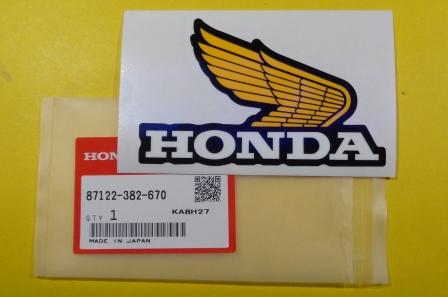 HONDA
HON
87122-382-670
QTY 1
KA8H27
MADE IN JAPAN